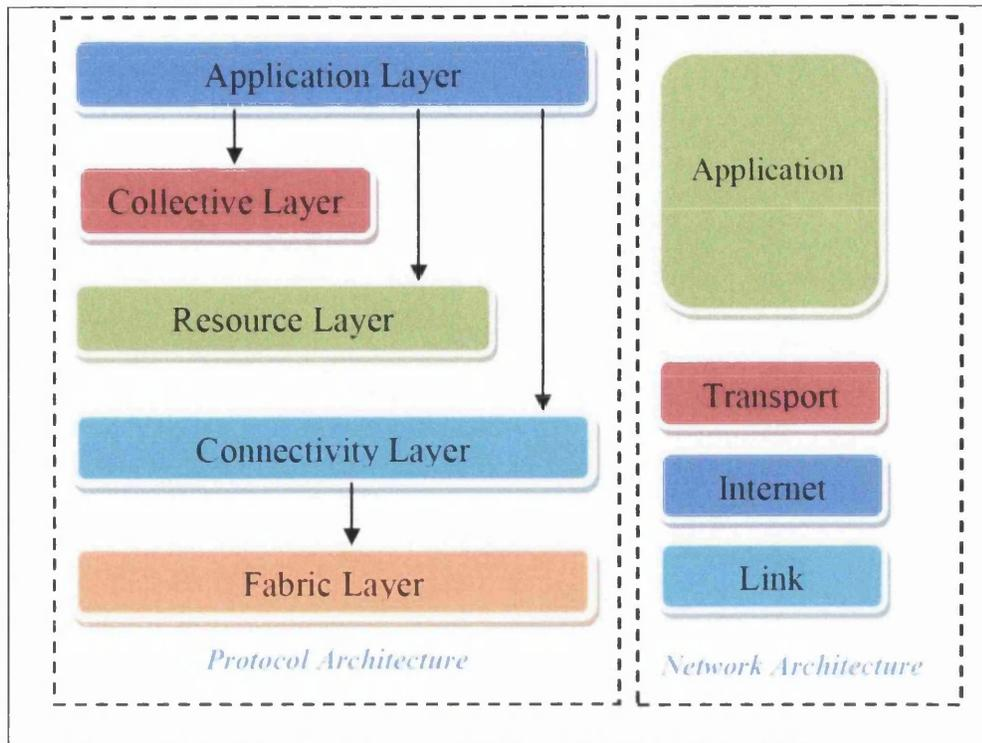 Application Layer
Collective Layer
Resource Layer
Connectivity Layer
Fabric Layer
Protocol Architecture
Application
Transport
Internet
Link
Network Architecture